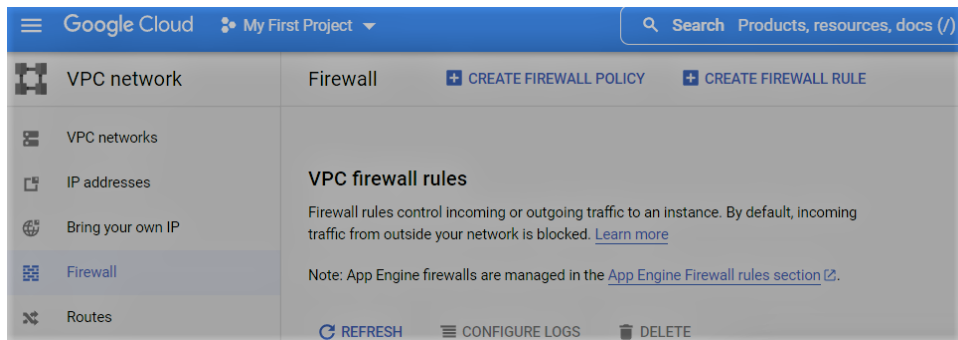 Google Cloud My First Project Search Products, resources, docs (/)
VPC network Firewall CREATE FIREWALL POLICY CREATE FIREWALL RULE
VPC networks
IP addresses
Bring your own IP
Firewall
Routes
VPC firewall rules
Firewall rules control incoming or outgoing traffic to an instance. By default, incoming
traffic from outside your network is blocked. Learn more
Note: App Engine firewalls are managed in the App Engine Firewall rules section.
REFRESH CONFIGURE LOGS DELETE